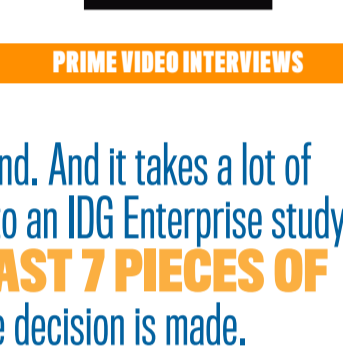 PRIME VIDEO INTERVIEWS
nd. And it takes a lot of
to an IDG Enterprise study
AST 7 PIECES OF
e decision is made.